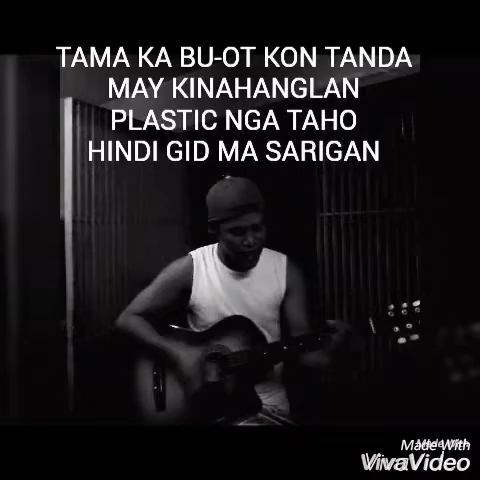 TAMA KA BU-OT KON TANDA
MAY KINAHANGLAN
PLASTIC NGA TAHO
HINDI GID MA SARIGAN
Made With
VivaVideo